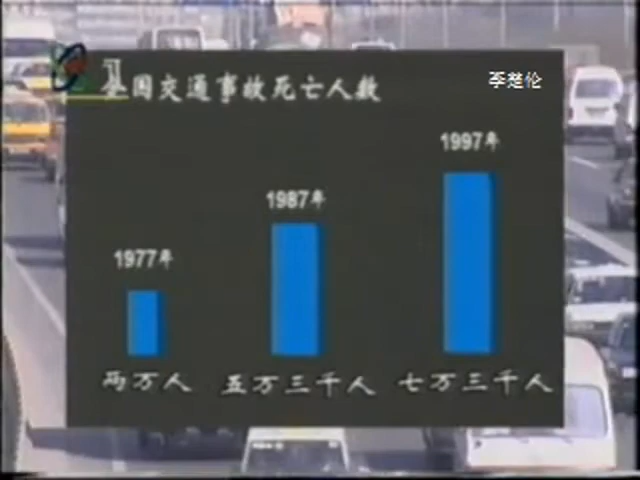 李楚伦
全国交通事故死亡人数
1997年
1987年
1977年
两万人 五万三千人 七万三千人